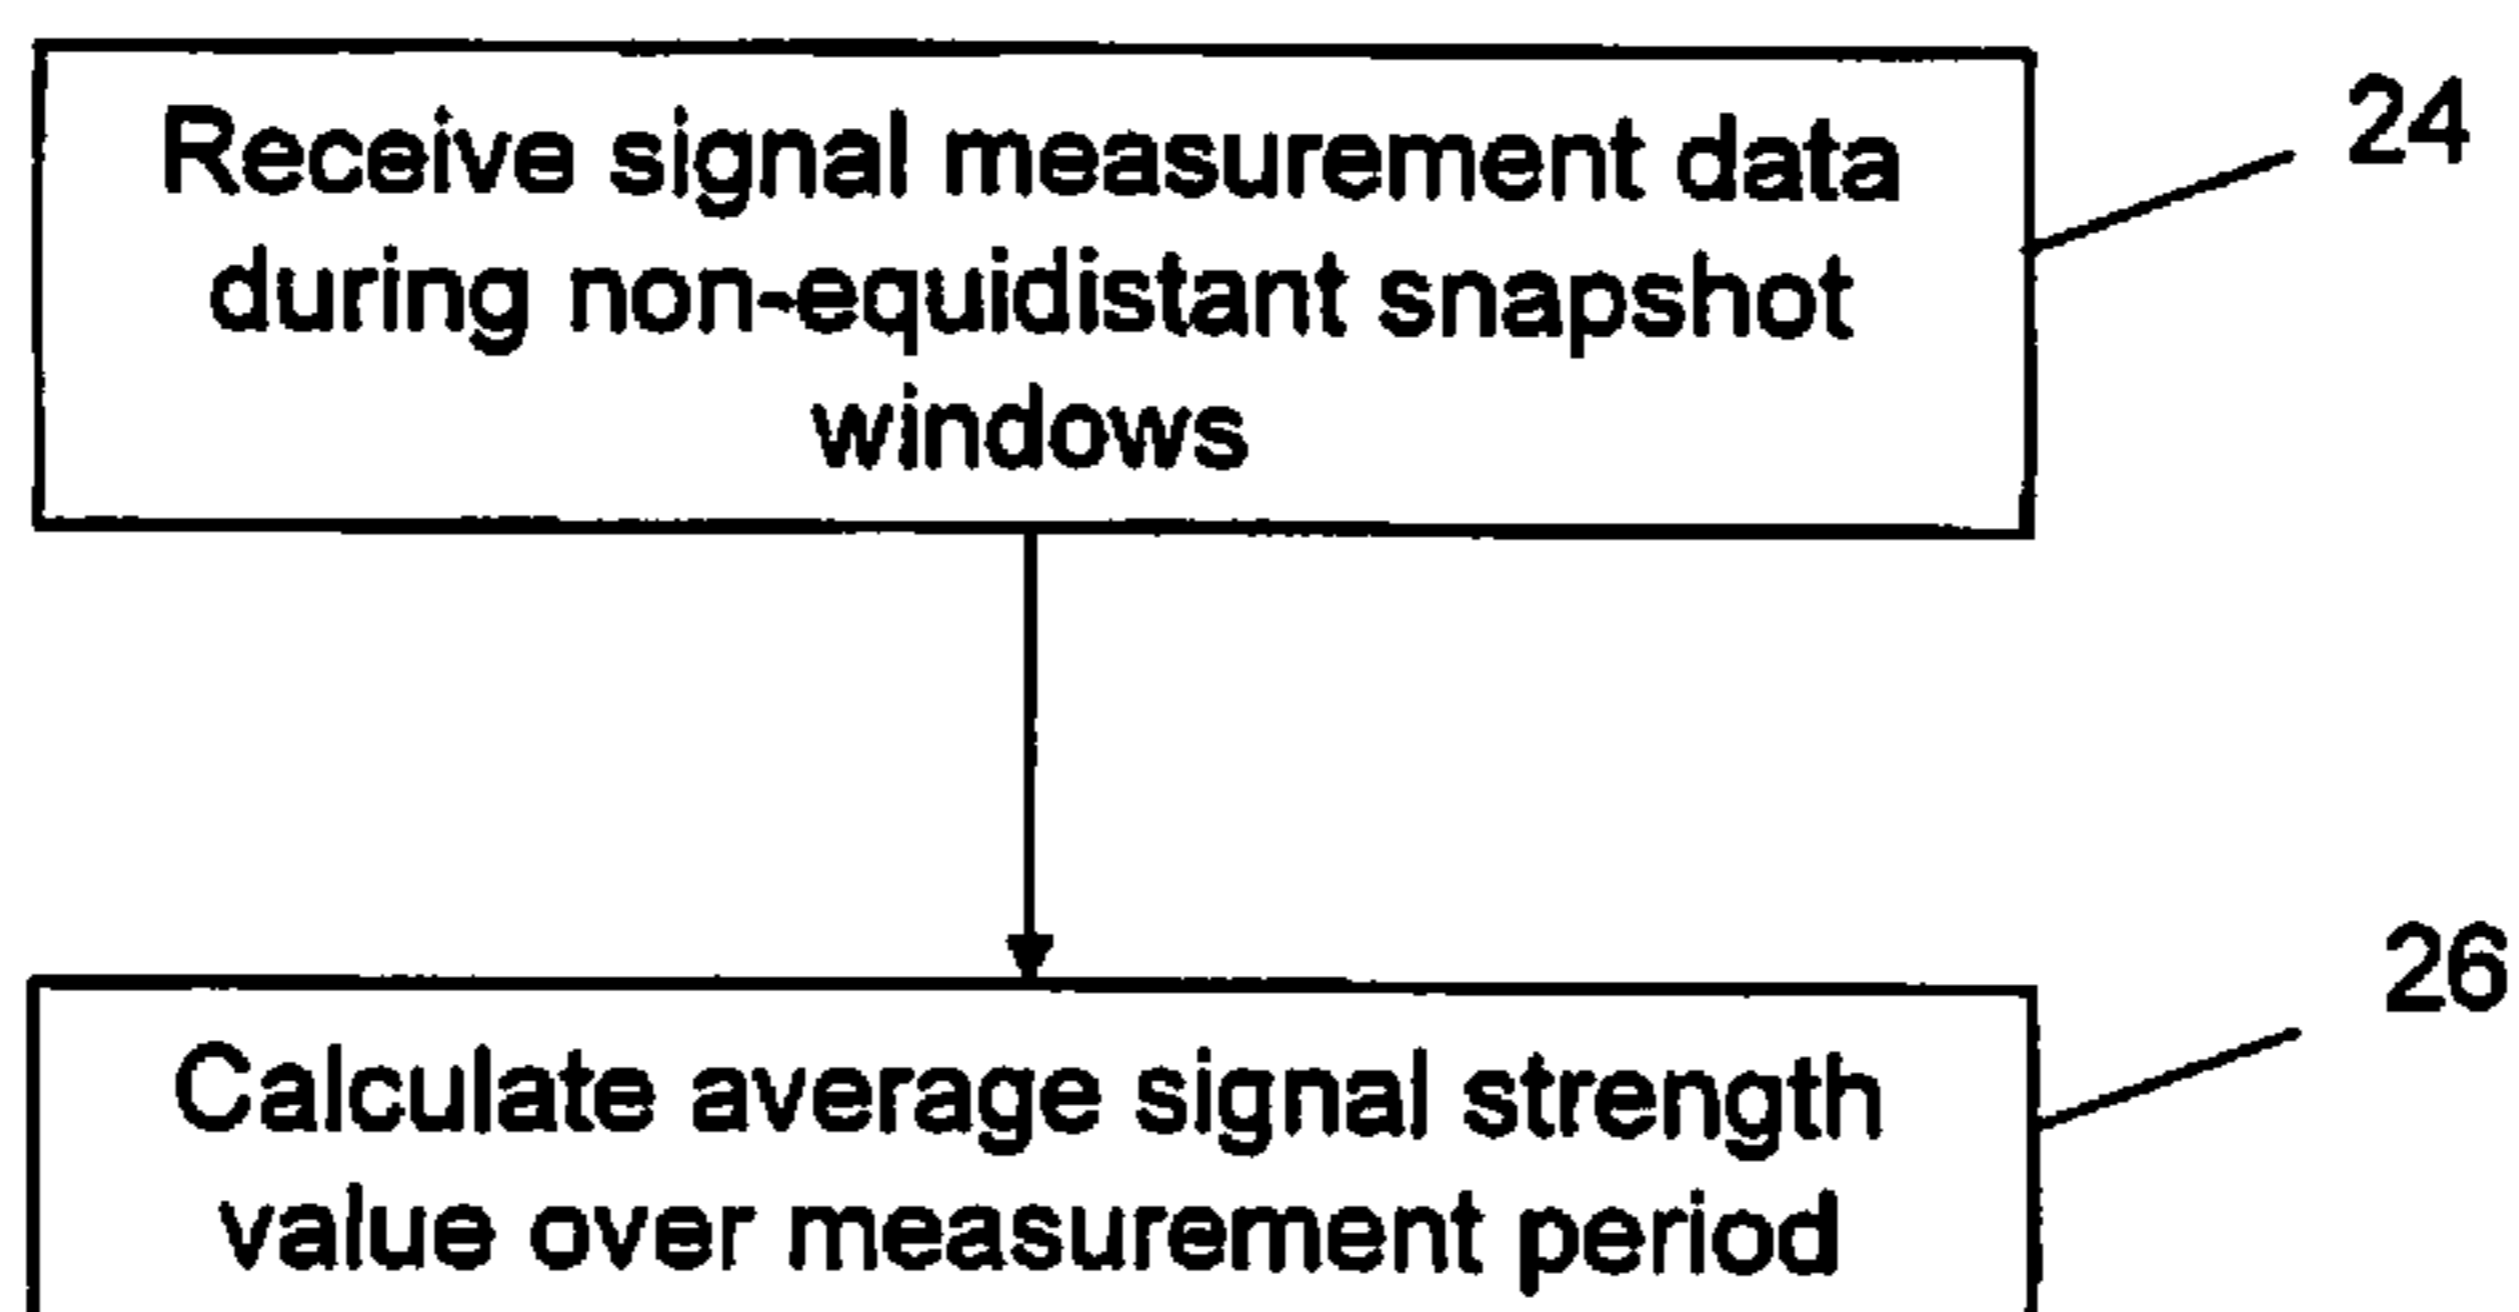 Receive signal measurement data
during non-equidistant snapshot
windows
24
26
Calculate average signal strength
value over measurement period